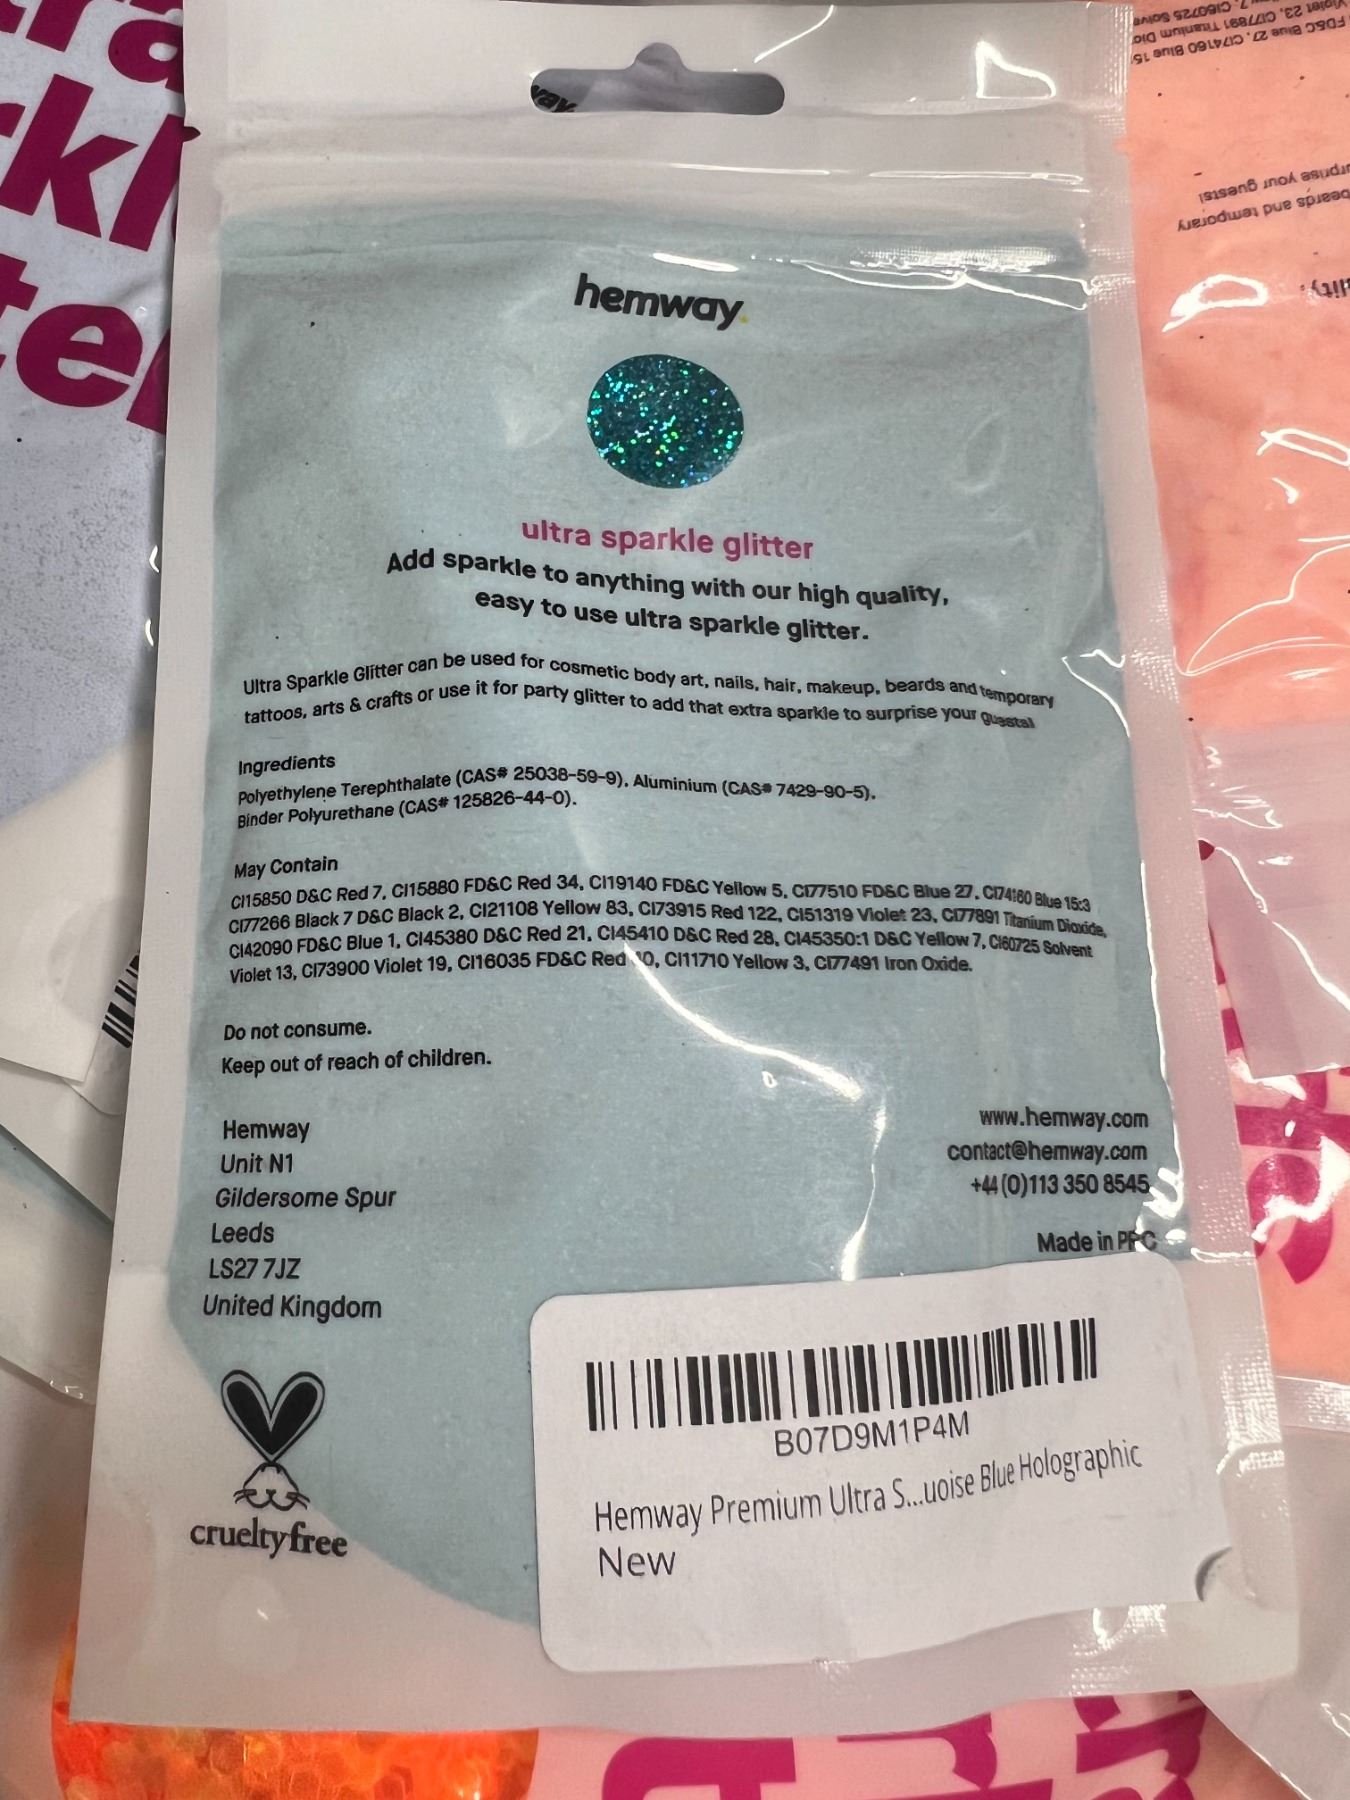 hemway.
ultra sparkle glitter
Add sparkle to anything with our high quality,
easy to use ultra sparkle glitter.
Ultra Sparkle Glitter can be used for cosmetic body art, nails, hair, makeup, beards and temporary
tattoos, arts & crafts or use it for party glitter to add that extra sparkle to surprise your guests!
Ingredients
Polyethylene Terephthalate (CAS# 25038-59-9), Aluminium (CAS# 7429-90-5),
Binder Polyurethane (CAS# 125826-44-0).
May Contain
CI15850 D&C Red 7, CI15880 FD&C Red 34, CI19140 FD&C Yellow 5, CI77510 FD&C Blue 27, CI74160 Blue 15:3
CI77266 Black 7 D&C Black 2, CI21108 Yellow 83, CI73915 Red 122, CI51319 Violet 23, CI77891 Titanium Dioxide,
CI42090 FD&C Blue 1, CI45380 D&C Red 21, CI45410 D&C Red 28, CI45350:1 D&C Yellow 7, CI60725 Solvent
Violet 13, CI73900 Violet 19, CI16035 FD&C Red 40, CI11710 Yellow 3, CI77491 Iron Oxide.
Do not consume.
Keep out of reach of children.
Hemway
Unit N1
Gildersome Spur
Leeds
LS27 7JZ
United Kingdom
www.hemway.com
contact@hemway.com
+44 (0)113 350 8545
Made in PRC
crueltyfree
B07D9M1P4M
Hemway Premium Ultra S...uoise Blue Holographic
New